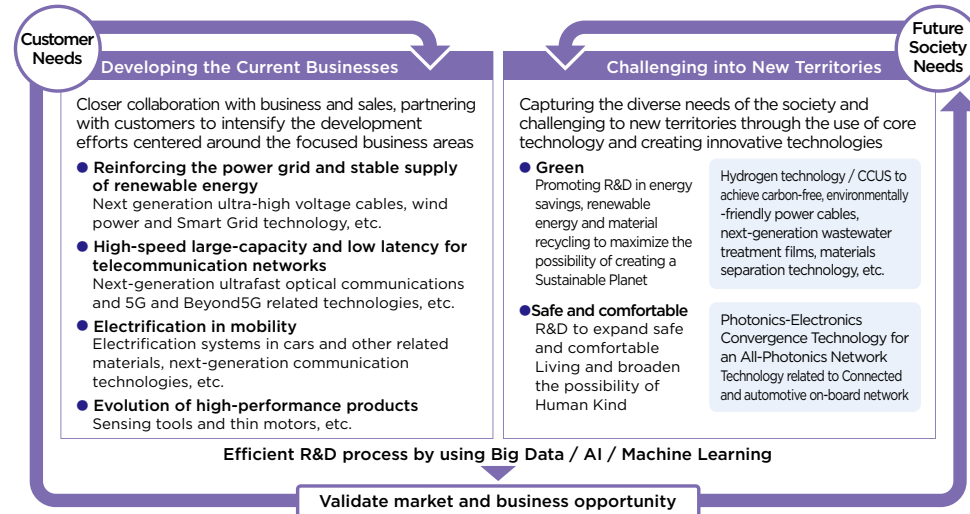 Customer
Needs
Future
Society
Needs
Developing the Current Businesses
Closer collaboration with business and sales, partnering
with customers to intensify the development
efforts centered around the focused business areas
● Reinforcing the power grid and stable supply
of renewable energy
Next generation ultra-high voltage cables, wind
power and Smart Grid technology, etc.
● High-speed large-capacity and low latency for
telecommunication networks
Next-generation ultrafast optical communications
and 5G and Beyond5G related technologies, etc.
● Electrification in mobility
Electrification systems in cars and other related
materials, next-generation communication
technologies, etc.
● Evolution of high-performance products
Sensing tools and thin motors, etc.
Challenging into New Territories
Capturing the diverse needs of the society and
challenging to new territories through the use of core
technology and creating innovative technologies
● Green
Promoting R&D in energy
savings, renewable
energy and material
recycling to maximize the
possibility of creating a
Sustainable Planet
Hydrogen technology / CCUS to
achieve carbon-free, environmentally
-friendly power cables,
next-generation wastewater
treatment films, materials
separation technology, etc.
●Safe and comfortable
R&D to expand safe
and comfortable
Living and broaden
the possibility of
Human Kind
Photonics-Electronics
Convergence Technology for
an All-Photonics Network
Technology related to Connected
and automotive on-board network
Efficient R&D process by using Big Data / AI / Machine Learning
Validate market and business opportunity